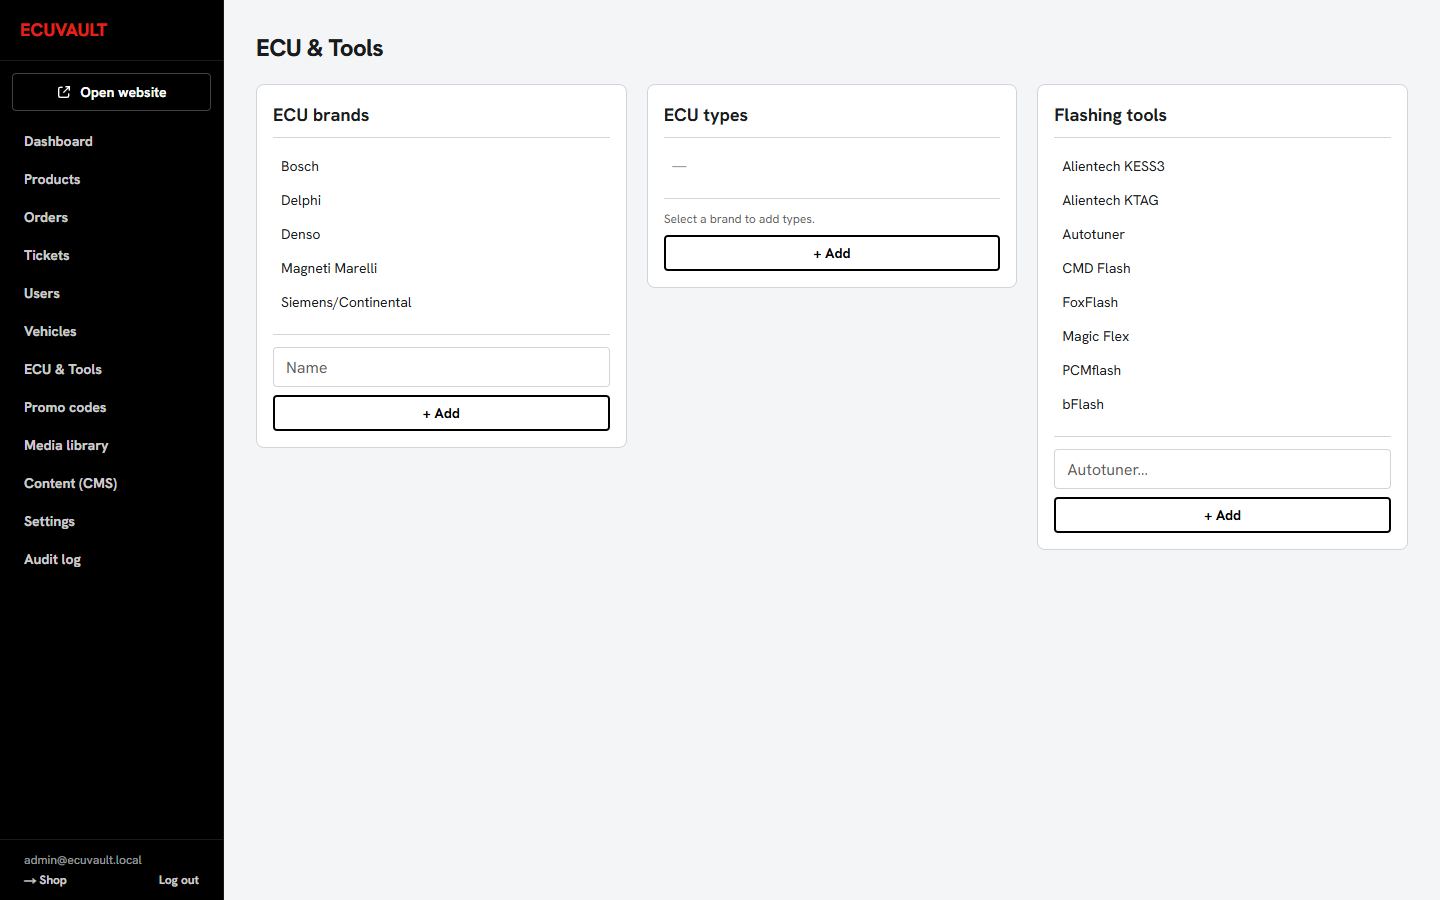 ECUVAULT
Open website
Dashboard
Products
Orders
Tickets
Users
Vehicles
ECU & Tools
Promo codes
Media library
Content (CMS)
Settings
Audit log
admin@ecuvault.local
→ Shop
Log out
ECU & Tools
ECU brands
Bosch
Delphi
Denso
Magneti Marelli
Siemens/Continental
Name
+ Add
ECU types
—
Select a brand to add types.
+ Add
Flashing tools
Alientech KESS3
Alientech KTAG
Autotuner
CMD Flash
FoxFlash
Magic Flex
PCMflash
bFlash
Autotuner...
+ Add